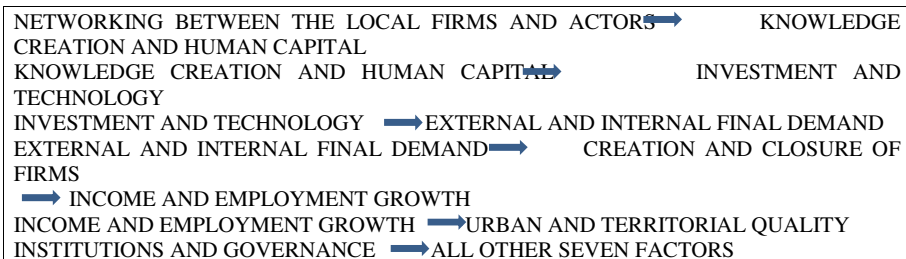 NETWORKING BETWEEN THE LOCAL FIRMS AND ACTORS KNOWLEDGE
CREATION AND HUMAN CAPITAL
KNOWLEDGE CREATION AND HUMAN CAPITAL INVESTMENT AND
TECHNOLOGY
INVESTMENT AND TECHNOLOGY EXTERNAL AND INTERNAL FINAL DEMAND
EXTERNAL AND INTERNAL FINAL DEMAND CREATION AND CLOSURE OF
FIRMS
INCOME AND EMPLOYMENT GROWTH
INCOME AND EMPLOYMENT GROWTH URBAN AND TERRITORIAL QUALITY
INSTITUTIONS AND GOVERNANCE ALL OTHER SEVEN FACTORS